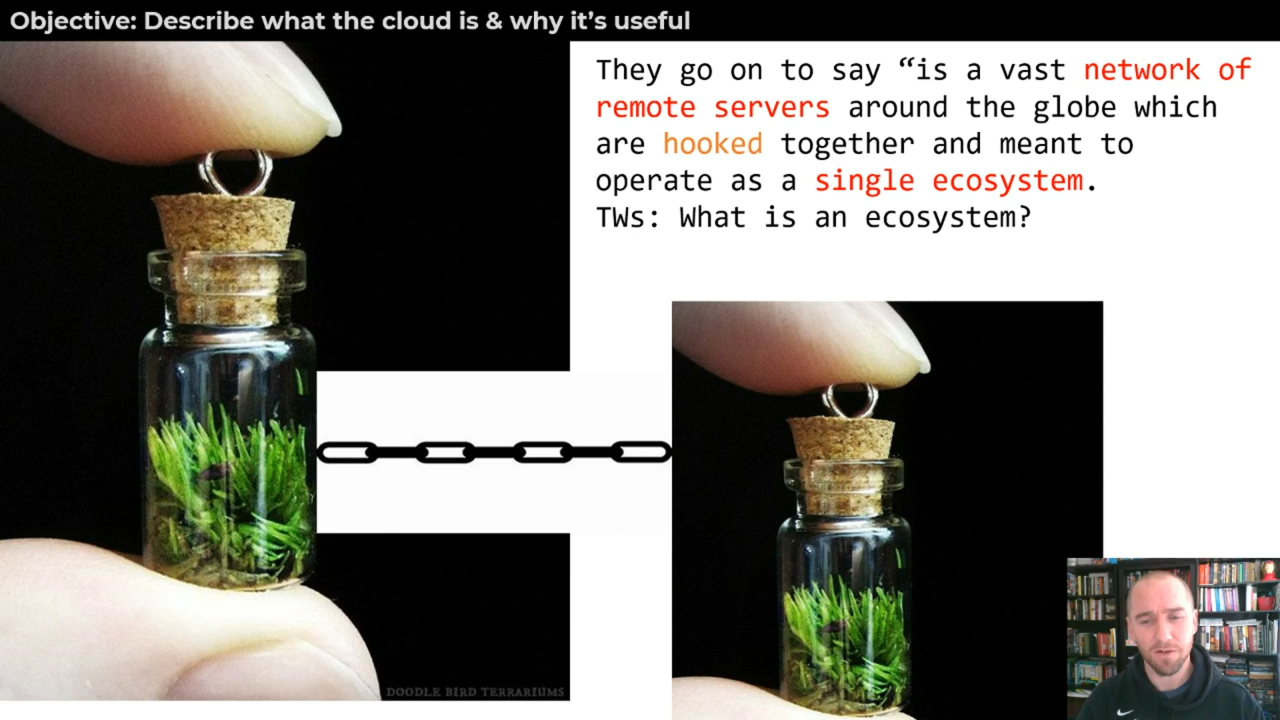 Objective: Describe what the cloud is & why it’s useful
They go on to say “is a vast network of
remote servers around the globe which
are hooked together and meant to
operate as a single ecosystem.
TWs: What is an ecosystem?
DOODLE BIRD TERRARIUMS